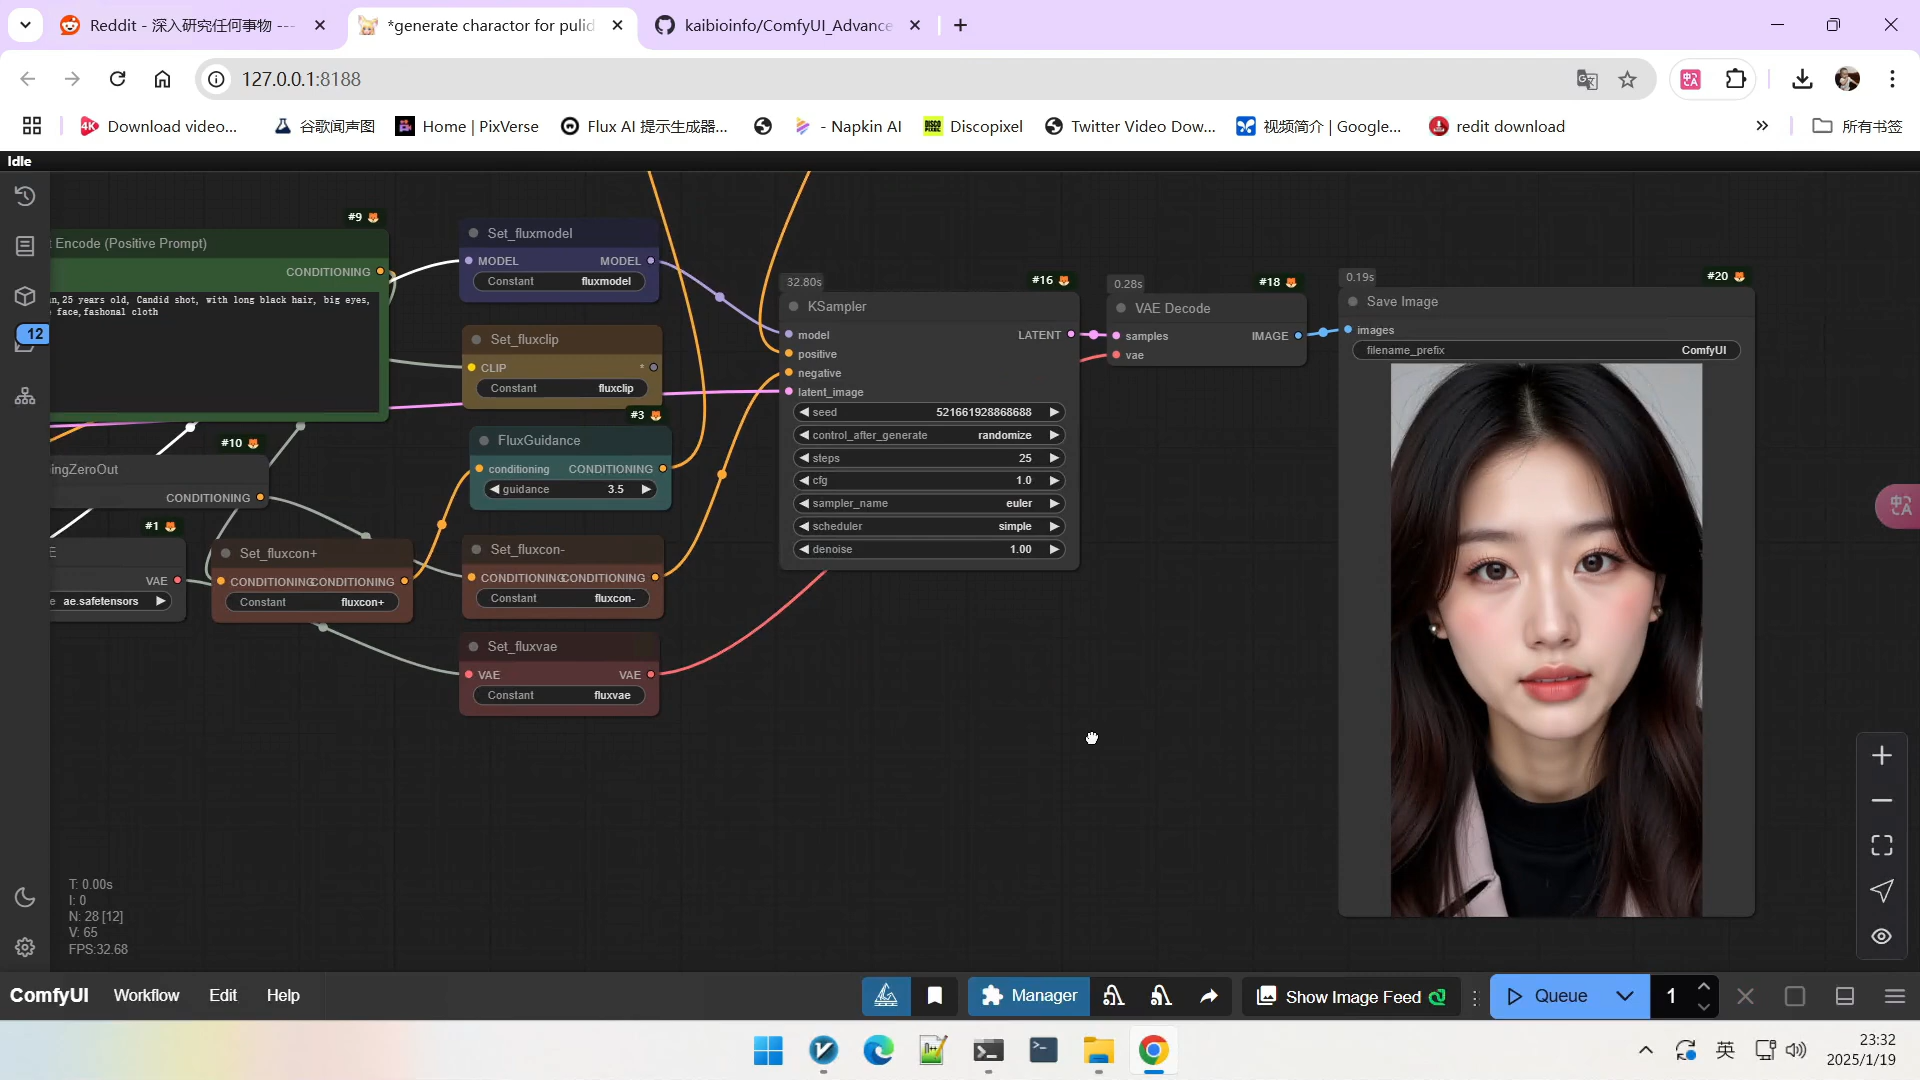 Reddit - 深入研究任何事物 ---
*generate charactor for pulid
kaibioinfo/ComfyUI_Advance
127.0.0.1:8188
Download video...
谷歌闻声图
Home | PixVerse
Flux AI 提示生成器...
- Napkin AI
Discopixel
Twitter Video Dow...
视频简介 | Google...
redit download
所有书签
Idle
12
#9
t Encode (Positive Prompt)
CONDITIONING
n,25 years old, Candid shot, with long black hair, big eyes,
face,fashonal cloth
#10
ingZeroOut
CONDITIONING
#1
E
VAE
e ae.safetensors
Set_fluxcon+
CONDITIONING CONDITIONING
Constant fluxcon+
Set_fluxmodel
MODEL MODEL
Constant fluxmodel
Set_fluxclip
CLIP *
Constant fluxclip
#3
FluxGuidance
conditioning CONDITIONING
guidance 3.5
Set_fluxcon-
CONDITIONING CONDITIONING
Constant fluxcon-
Set_fluxvae
VAE VAE
Constant fluxvae
32.80s #16
KSampler
model LATENT
positive
negative
latent_image
seed 521661928868688
control_after_generate randomize
steps 25
cfg 1.0
sampler_name euler
scheduler simple
denoise 1.00
0.28s #18
VAE Decode
samples IMAGE
vae
0.19s #20
Save Image
images
filename_prefix ComfyUI
T: 0.00s
I: 0
N: 28 [12]
V: 65
FPS:32.68
ComfyUI
Workflow
Edit
Help
Manager
Show Image Feed
Queue
1
英
23:32
2025/1/19